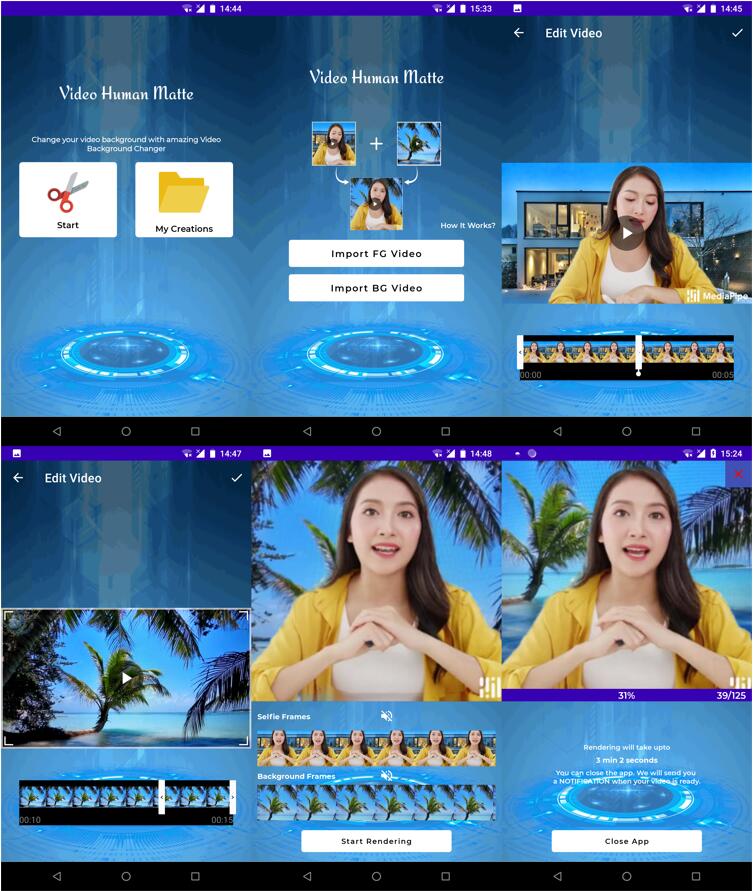 14:44
Video Human Matte
Change your video background with amazing Video
Background Changer
Start
My Creations
15:33
Video Human Matte
How It Works?
Import FG Video
Import BG Video
14:45
Edit Video
MediaPipe
00:00
00:05
14:47
Edit Video
00:10
00:15
14:48
Selfie Frames
Background Frames
Start Rendering
15:24
31%
39/125
Rendering will take upto
3 min 2 seconds
You can close the app. We will send you
a NOTIFICATION when your video is ready.
Close App